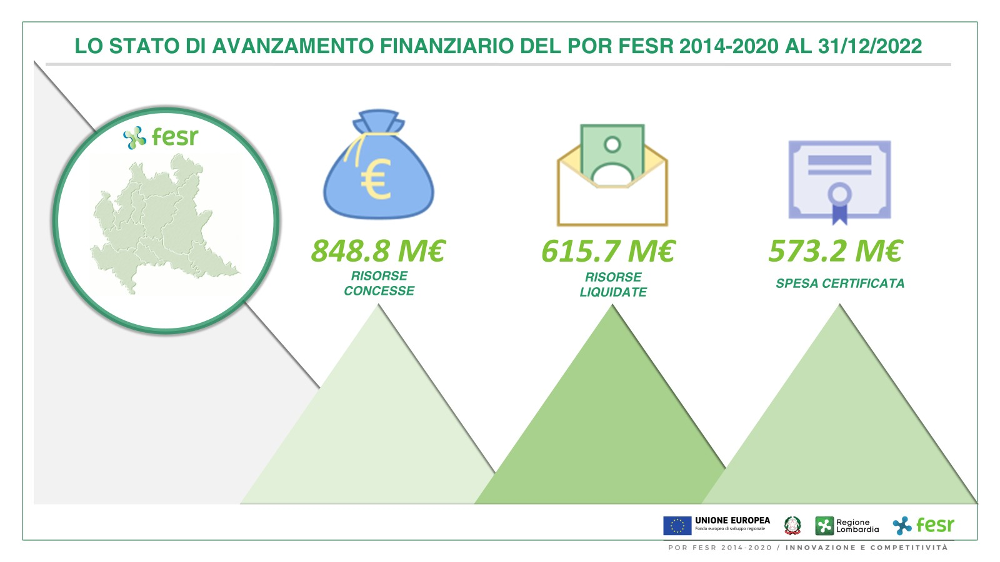 LO STATO DI AVANZAMENTO FINANZIARIO DEL POR FESR 2014-2020 AL 31/12/2022
fesr
€
848.8 M€
RISORSE
CONCESSE
615.7 M€
RISORSE
LIQUIDATE
573.2 M€
SPESA CERTIFICATA
UNIONE EUROPEA
Fondo europeo di sviluppo regionale
Regione
Lombardia
fesr
POR FESR 2014-2020 / INNOVAZIONE E COMPETITIVITÀ